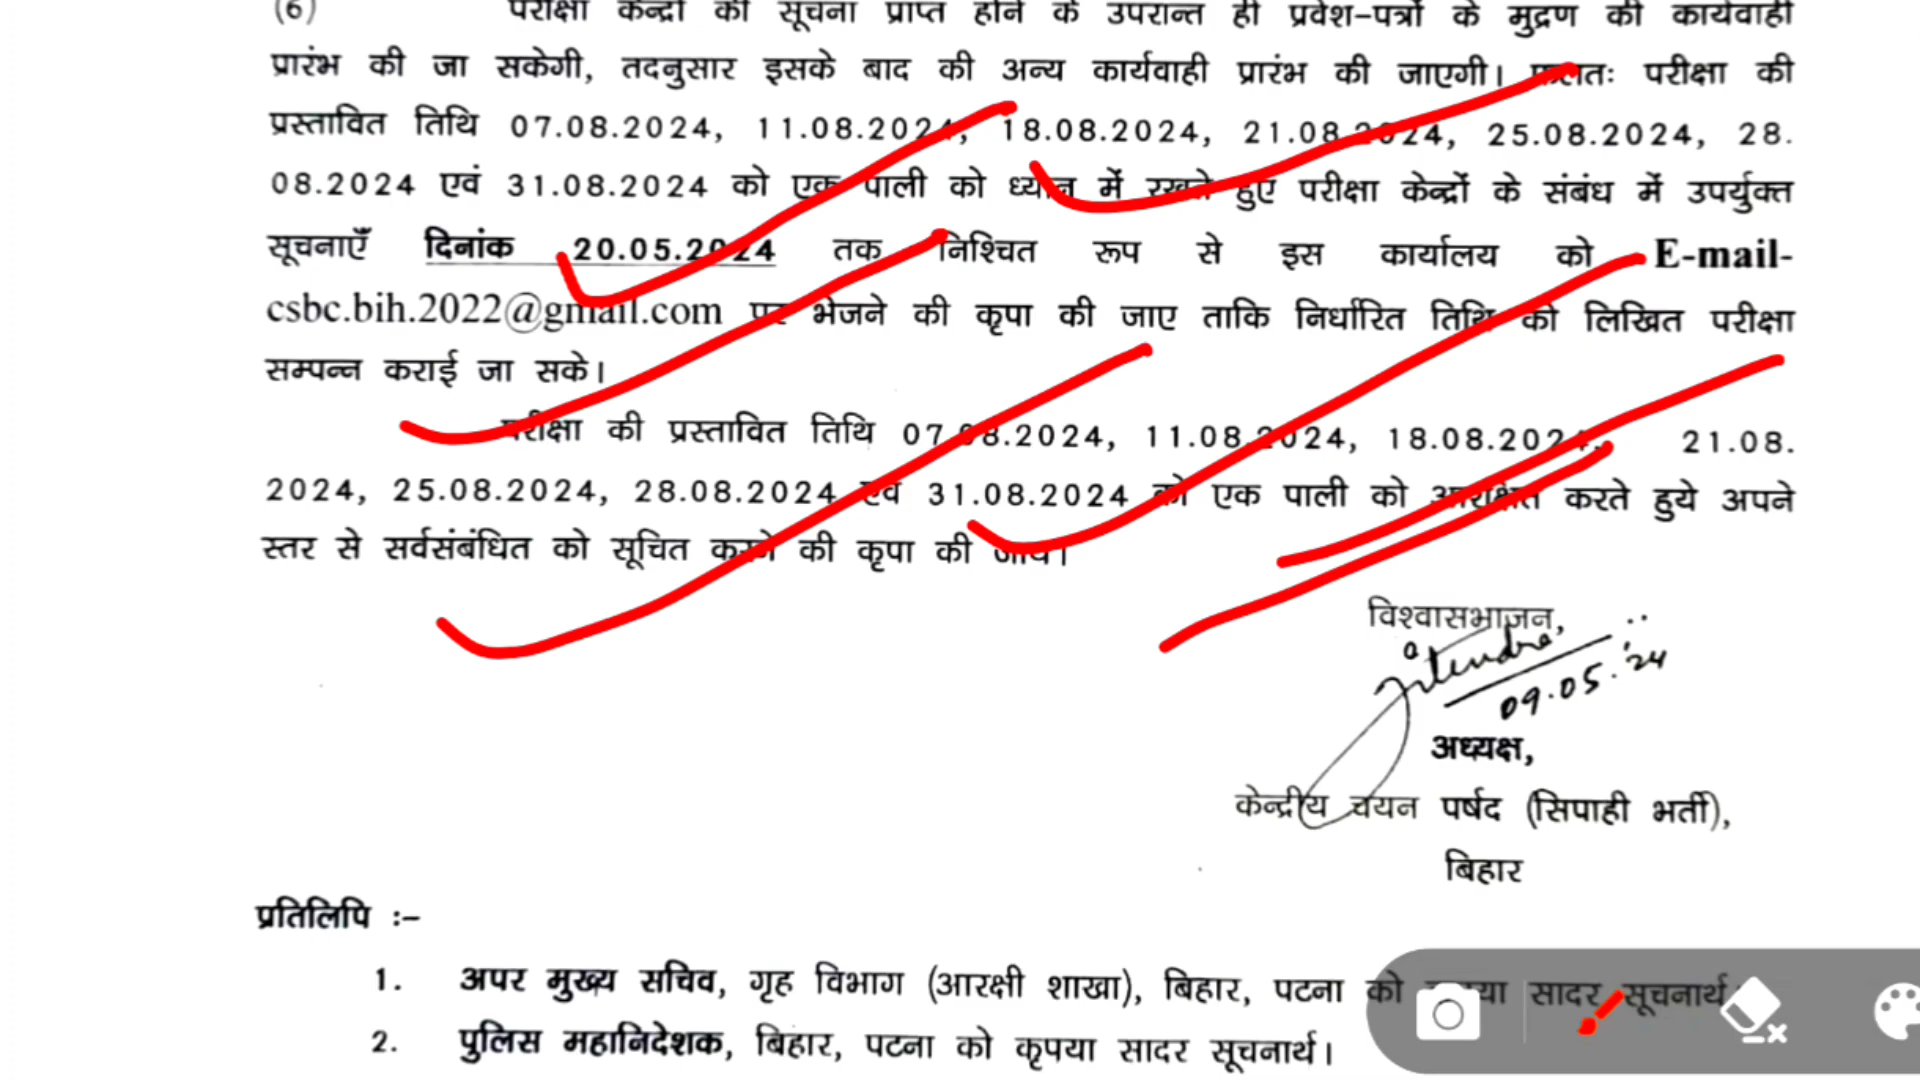 (6) परीक्षा केन्द्रों की सूचना प्राप्त होने के उपरान्त ही प्रवेश-पत्रों के मुद्रण की कार्यवाही
प्रारंभ की जा सकेगी, तदनुसार इसके बाद की अन्य कार्यवाही प्रारंभ की जाएगी। फलतः परीक्षा की
प्रस्तावित तिथि 07.08.2024, 11.08.2024, 18.08.2024, 21.08.2024, 25.08.2024, 28.
08.2024 एवं 31.08.2024 को एक पाली को ध्यान में रखते हुए परीक्षा केन्द्रों के संबंध में उपर्युक्त
सूचनाएँ दिनांक 20.05.2024 तक निश्चित रूप से इस कार्यालय को E-mail-
csbc.bih.2022@gmail.com पर भेजने की कृपा की जाए ताकि निर्धारित तिथि को लिखित परीक्षा
सम्पन्न कराई जा सके।
परीक्षा की प्रस्तावित तिथि 07.08.2024, 11.08.2024, 18.08.2024, 21.08.
2024, 25.08.2024, 28.08.2024 एवं 31.08.2024 को एक पाली को आरक्षित करते हुये अपने
स्तर से सर्वसंबंधित को सूचित करने की कृपा की जाय।
विश्वासभाजन,
Jitendra
09.05.'24
अध्यक्ष,
केन्द्रीय चयन पर्षद (सिपाही भर्ती),
बिहार
प्रतिलिपि :-
1. अपर मुख्य सचिव, गृह विभाग (आरक्षी शाखा), बिहार, पटना को कृपया सादर सूचनार्थ
2. पुलिस महानिदेशक, बिहार, पटना को कृपया सादर सूचनार्थ।